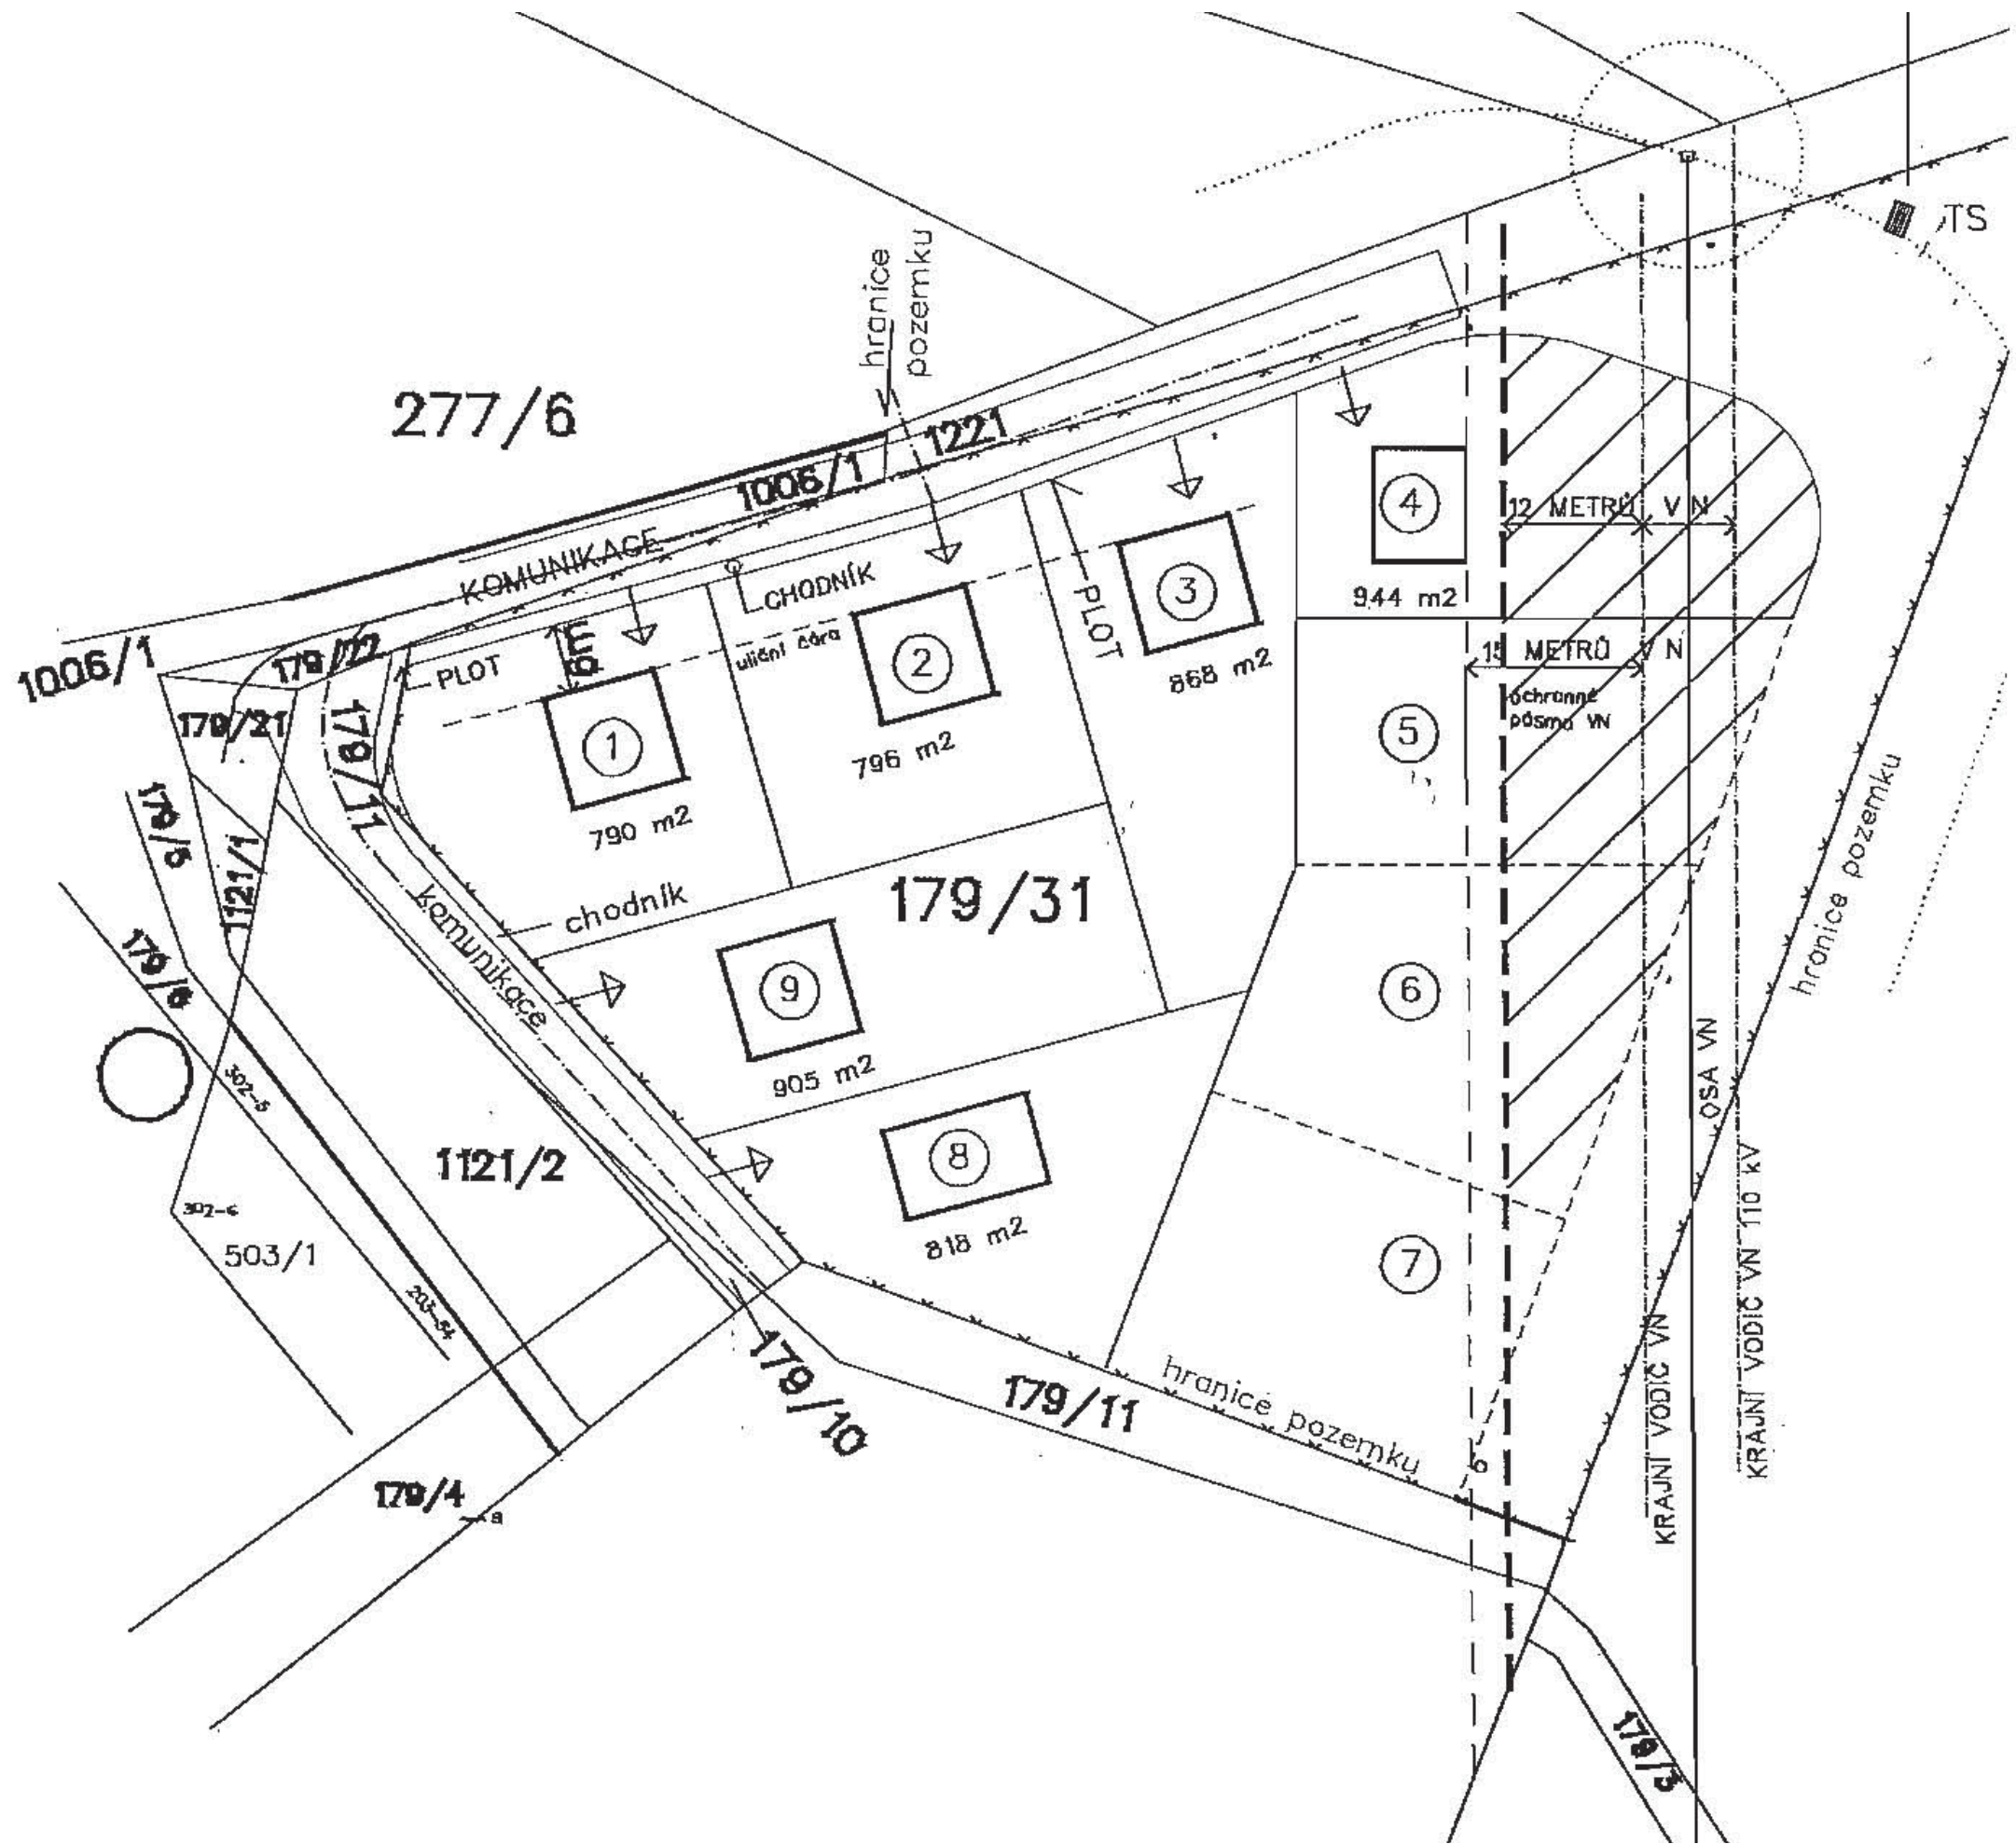 hranice
pozemku
TS
277/6
1221
1006/1
KOMUNIKACE
CHODNÍK
uliční čára
PLOT
4
12 METRŮ VN
944 m2
3
868 m2
1006/1
179/22
PLOT
6m
2
796 m2
15 METRŮ VN
ochranné
pásmo VN
179/21
179/11
1
790 m2
5
179/5
1121/1
chodník
179/31
hranice pozemku
komunikace
179/6
9
905 m2
6
302-5
OSA VN
1121/2
8
818 m2
503/1
7
KRAJNÍ VODIČ VN
KRAJNÍ VODIČ VN 110 kV
203-54
179/10
179/11
hranice pozemku
179/4
a
179/3